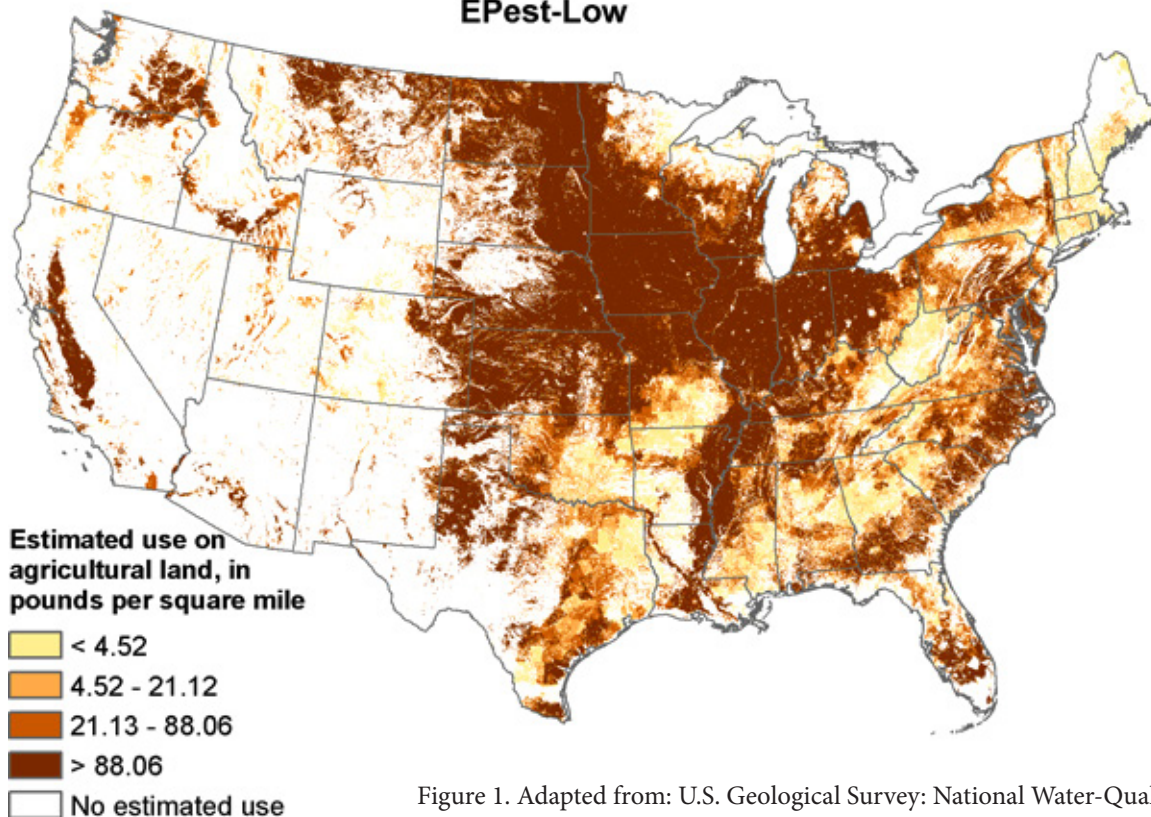 EPest-Low
Estimated use on
agricultural land, in
pounds per square mile
< 4.52
4.52 - 21.12
21.13 - 88.06
> 88.06
No estimated use
Figure 1. Adapted from: U.S. Geological Survey: National Water-Qual